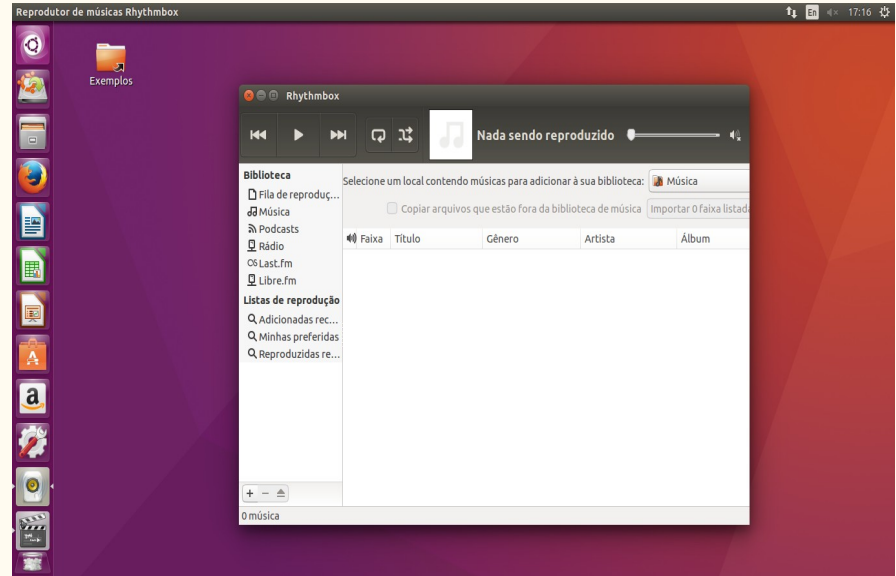 Reprodutor de músicas Rhythmbox
En
17:16
Exemplos
Rhythmbox
Nada sendo reproduzido
Biblioteca
Fila de reproduç...
Música
Podcasts
Rádio
Last.fm
Libre.fm
Listas de reprodução
Adicionadas rec...
Minhas preferidas
Reproduzidas re...
Selecione um local contendo músicas para adicionar à sua biblioteca:
Música
Copiar arquivos que estão fora da biblioteca de música
Importar 0 faixa listada
Faixa
Título
Gênero
Artista
Álbum
0 música